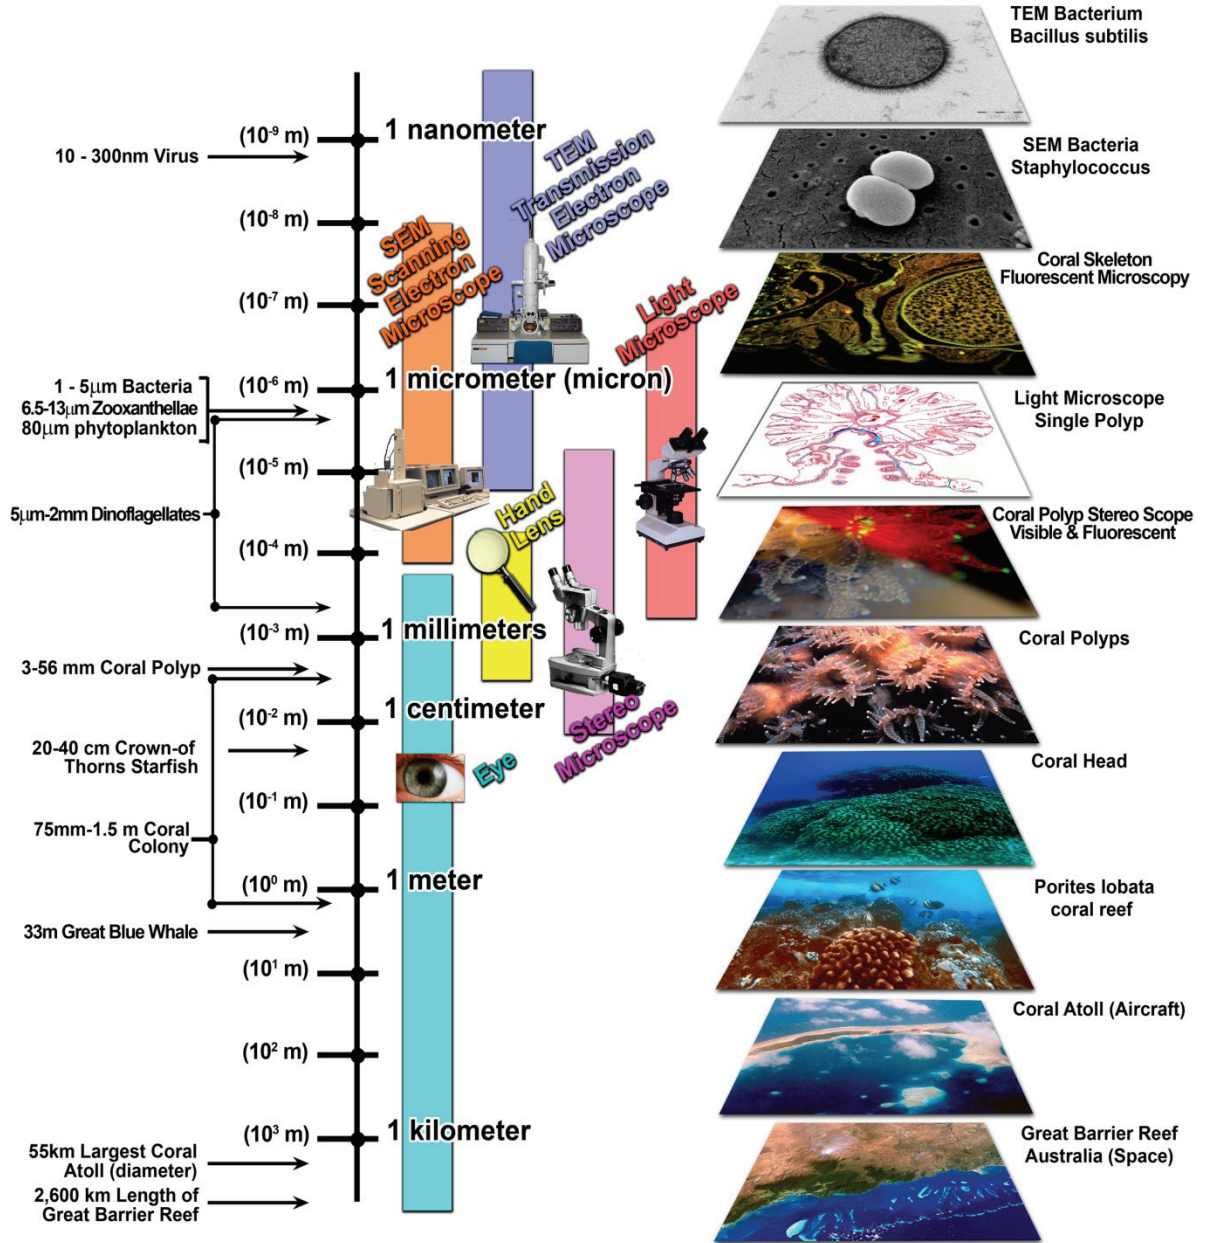 TEM Bacterium
Bacillus subtilis
(10-9 m)
1 nanometer
10 - 300nm Virus
TEM
Transmission
Electron
Microscope
SEM Bacteria
Staphylococcus
(10-8 m)
SEM
Scanning
Electron
Microscope
Coral Skeleton
Fluorescent Microscopy
(10-7 m)
Light
Microscope
1 - 5µm Bacteria
6.5-13µm Zooxanthellae
80µm phytoplankton
(10-6 m)
1 micrometer (micron)
Light Microscope
Single Polyp
(10-5 m)
5µm-2mm Dinoflagellates
Hand
Lens
Coral Polyp Stereo Scope
Visible & Fluorescent
(10-4 m)
(10-3 m)
1 millimeters
Coral Polyps
3-56 mm Coral Polyp
(10-2 m)
1 centimeter
Stereo
Microscope
20-40 cm Crown-of
Thorns Starfish
Eye
Coral Head
(10-1 m)
75mm-1.5 m Coral
Colony
(100 m)
1 meter
Porites lobata
coral reef
33m Great Blue Whale
(101 m)
Coral Atoll (Aircraft)
(102 m)
(103 m)
1 kilometer
Great Barrier Reef
Australia (Space)
55km Largest Coral
Atoll (diameter)
2,600 km Length of
Great Barrier Reef